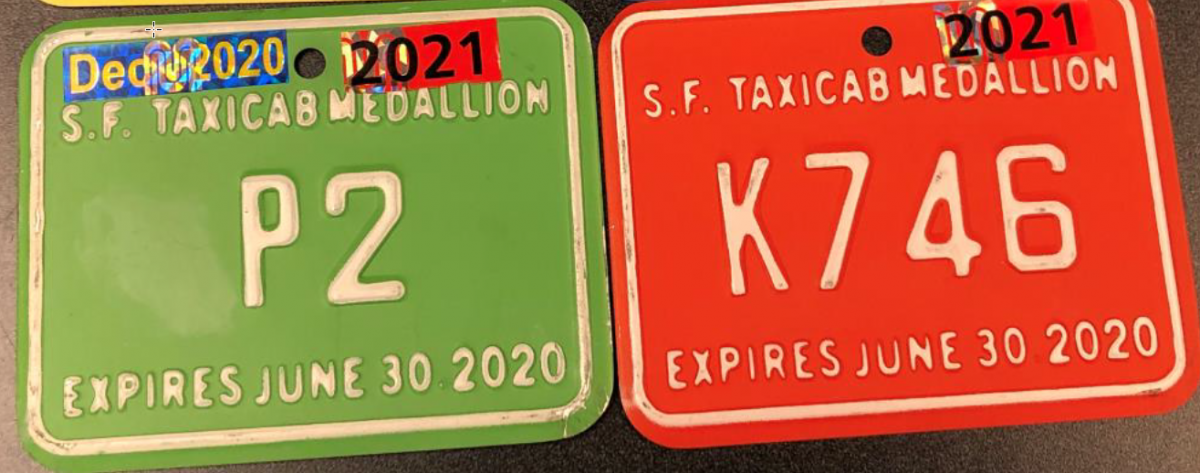 Dec 2020 2021
S.F. TAXICAB MEDALLION
P2
EXPIRES JUNE 30 2020
2021
S.F. TAXICAB MEDALLION
K746
EXPIRES JUNE 30 2020